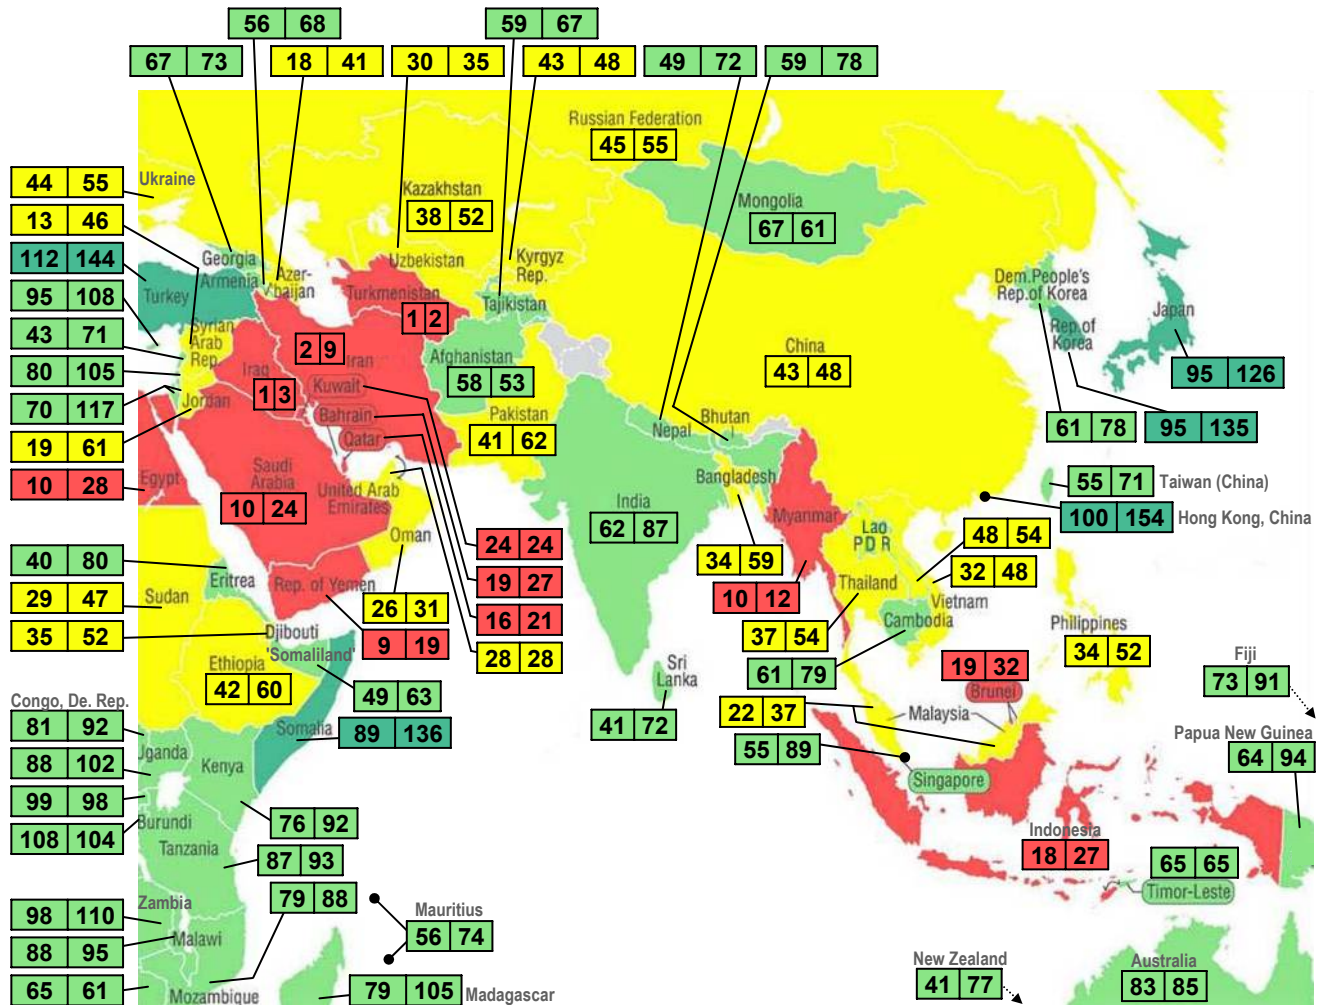 56 68
59 67
67 73
18 41
30 35
43 48
49 72
59 78
Russian Federation
45 55
44 55
Ukraine
Kazakhstan
38 52
Mongolia
67 61
13 46
Georgia
Uzbekistan
Kyrgyz
Rep.
112 144
Armenia
Azer-
baijan
Turkey
Turkmenistan
1 2
Tajikistan
Dem.People's
Rep.of Korea
Japan
95 108
Syrian
Arab
Rep.
Rep.of
Korea
43 71
2 9
Iran
Afghanistan
58 53
China
43 48
80 105
Iraq
1 3
Kuwait
95 126
70 117
Jordan
Bahrain
Pakistan
41 62
Nepal
Bhutan
61 78
95 135
19 61
Qatar
10 28
Egypt
Saudi
Arabia
10 24
United Arab
Emirates
Bangladesh
India
62 87
55 71
Taiwan (China)
Myanmar
100 154
Hong Kong, China
Oman
24 24
Lao
P D R
48 54
40 80
Eritrea
34 59
32 48
19 27
29 47
Sudan
Rep. of Yemen
26 31
10 12
Thailand
Vietnam
16 21
35 52
Djibouti
9 19
37 54
Cambodia
Philippines
34 52
'Somaliland'
28 28
Ethiopia
42 60
Sri
Lanka
61 79
19 32
Brunei
Fiji
73 91
49 63
Congo, De. Rep.
81 92
Somalia
89 136
41 72
22 37
Malaysia
Papua New Guinea
64 94
Uganda
Kenya
55 89
88 102
Singapore
99 98
Burundi
76 92
108 104
Tanzania
87 93
Indonesia
18 27
65 65
79 88
Timor-Leste
Zambia
98 110
Mauritius
56 74
88 95
Malawi
New Zealand
41 77
Australia
83 85
65 61
Mozambique
79 105
Madagascar